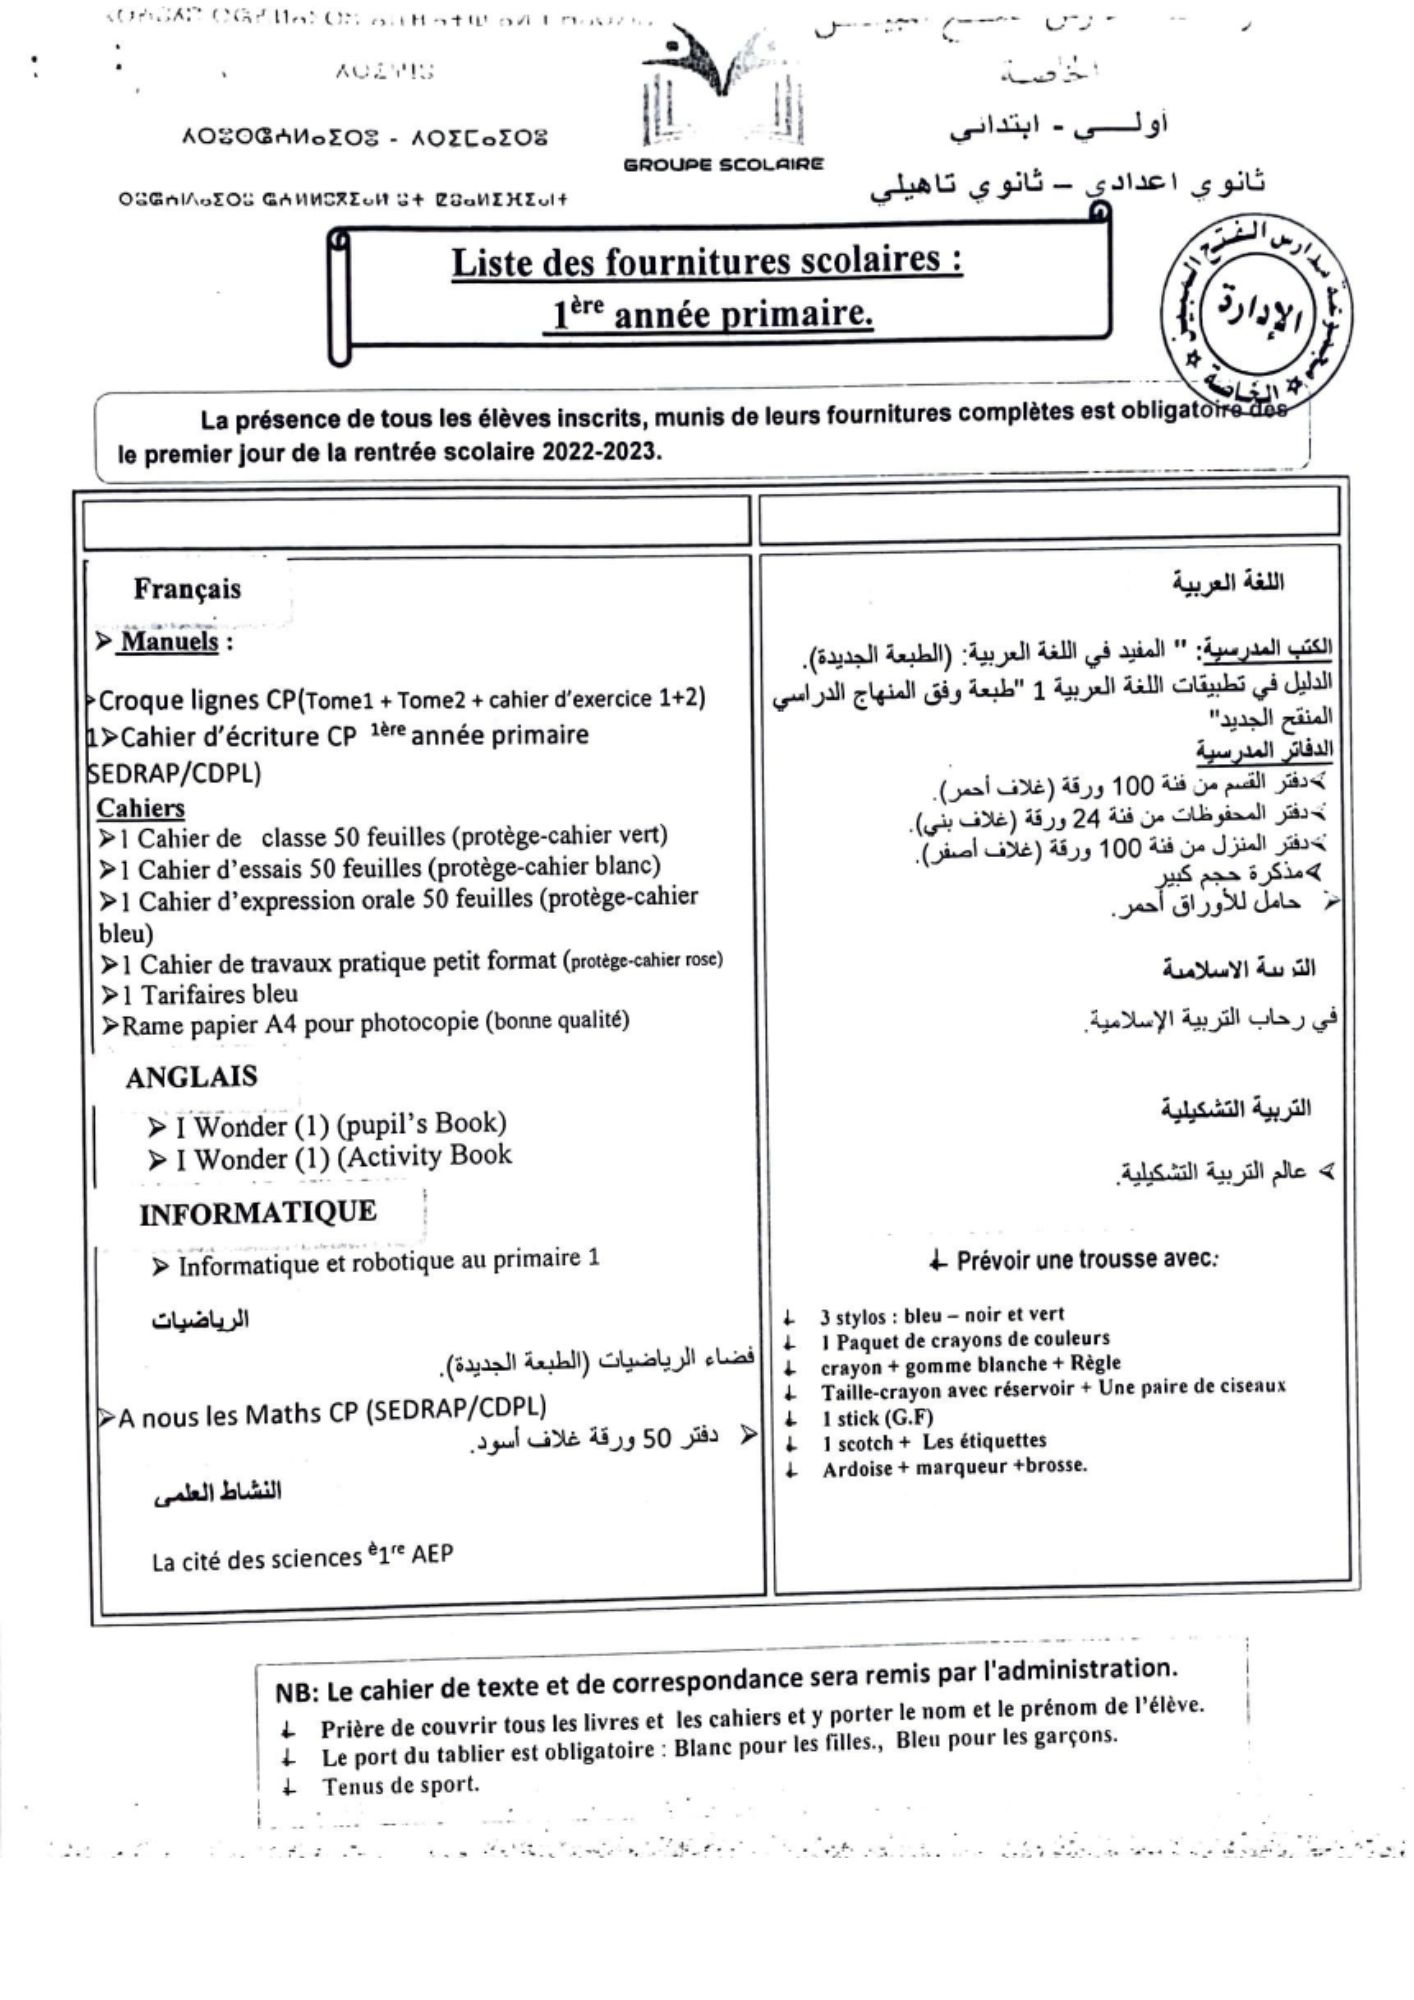 الخاصة
ⴷⵔⵓⵙⴳⵯⵍⴰⵉⵔⵓ - ⴷⵔⵉⵎⴰⵉⵔⵓ
أولــــي - ابتدائي
GROUPE SCOLAIRE
ثانوي اعدادي – ثانوي تاهيلي
مجموعة مدارس الفتح المبين الخاصة
الإدارة
Liste des fournitures scolaires :
1ère année primaire.
La présence de tous les élèves inscrits, munis de leurs fournitures complètes est obligatoire dès
le premier jour de la rentrée scolaire 2022-2023.
Français
➢ Manuels :
➢Croque lignes CP(Tome1 + Tome2 + cahier d’exercice 1+2)
1➢Cahier d’écriture CP 1ère année primaire
SEDRAP/CDPL)
Cahiers
➢1 Cahier de classe 50 feuilles (protège-cahier vert)
➢1 Cahier d’essais 50 feuilles (protège-cahier blanc)
➢1 Cahier d’expression orale 50 feuilles (protège-cahier
bleu)
➢1 Cahier de travaux pratique petit format (protège-cahier rose)
➢1 Tarifaires bleu
➢Rame papier A4 pour photocopie (bonne qualité)
ANGLAIS
➢ I Wonder (1) (pupil’s Book)
➢ I Wonder (1) (Activity Book
INFORMATIQUE
➢ Informatique et robotique au primaire 1
الرياضيات
فضاء الرياضيات (الطبعة الجديدة).
➢A nous les Maths CP (SEDRAP/CDPL)
➢ دفتر 50 ورقة غلاف أسود.
النشاط العلمي
La cité des sciences è1re AEP
اللغة العربية
الكتب المدرسية: " المفيد في اللغة العربية: (الطبعة الجديدة).
الدليل في تطبيقات اللغة العربية 1 "طبعة وفق المنهاج الدراسي
المنقح الجديد"
الدفاتر المدرسية
➢دفتر القسم من فئة 100 ورقة (غلاف أحمر).
➢دفتر المحفوظات من فئة 24 ورقة (غلاف بني).
➢دفتر المنزل من فئة 100 ورقة (غلاف أصفر).
➢مذكرة حجم كبير
➢ حامل للأوراق أحمر.
التربية الاسلامية
في رحاب التربية الإسلامية.
التربية التشكيلية
➢ عالم التربية التشكيلية.
Prévoir une trousse avec:
3 stylos : bleu – noir et vert
1 Paquet de crayons de couleurs
crayon + gomme blanche + Règle
Taille-crayon avec réservoir + Une paire de ciseaux
1 stick (G.F)
1 scotch + Les étiquettes
Ardoise + marqueur +brosse.
NB: Le cahier de texte et de correspondance sera remis par l'administration.
Prière de couvrir tous les livres et les cahiers et y porter le nom et le prénom de l’élève.
Le port du tablier est obligatoire : Blanc pour les filles., Bleu pour les garçons.
Tenus de sport.